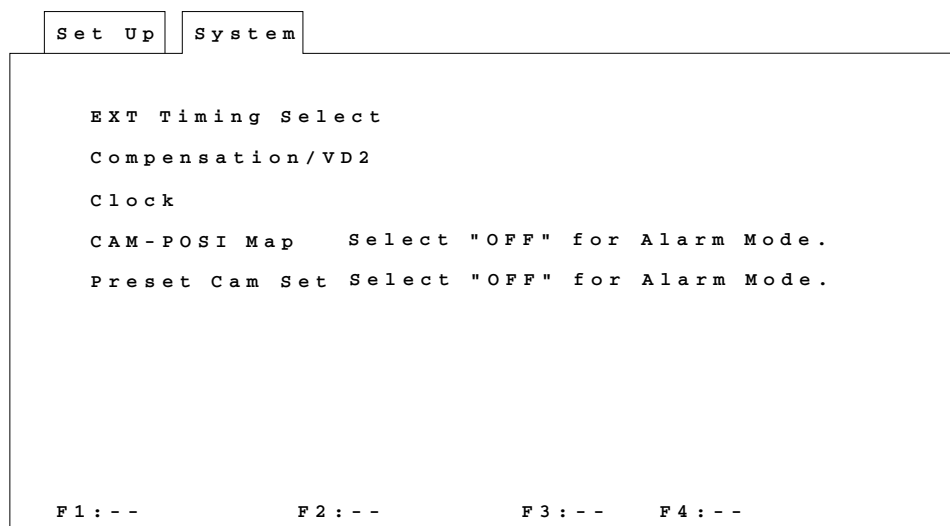 Set Up System
EXT Timing Select
Compensation/VD2
Clock
CAM-POSI Map Select "OFF" for Alarm Mode.
Preset Cam Set Select "OFF" for Alarm Mode.
F1:-- F2:-- F3:-- F4:--